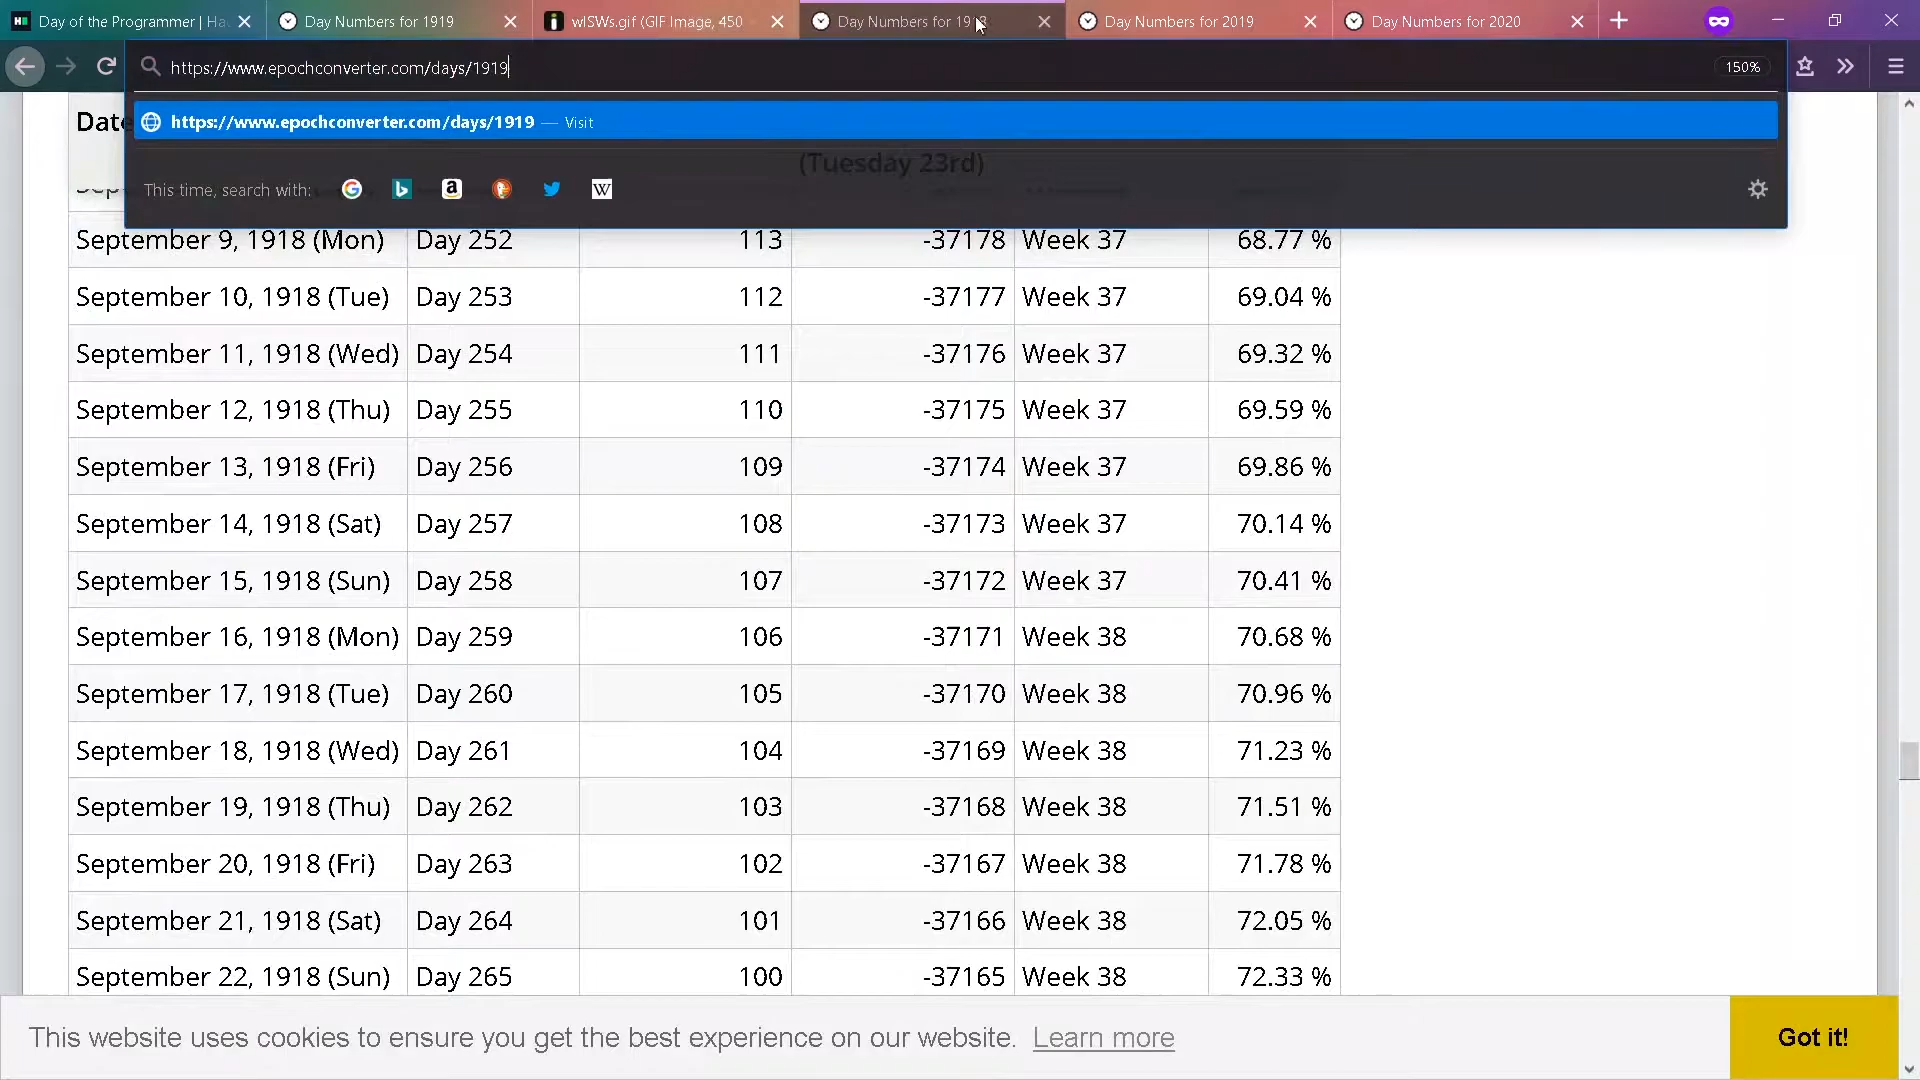 Day of the Programmer | Ha
Day Numbers for 1919
wISWs.gif (GIF Image, 450
Day Numbers for 1918
Day Numbers for 2019
Day Numbers for 2020
https://www.epochconverter.com/days/1919
150%
Date
https://www.epochconverter.com/days/1919 — Visit
(Tuesday 23rd)
This time, search with:
September 9, 1918 (Mon) Day 252 113 -37178 Week 37 68.77 %
September 10, 1918 (Tue) Day 253 112 -37177 Week 37 69.04 %
September 11, 1918 (Wed) Day 254 111 -37176 Week 37 69.32 %
September 12, 1918 (Thu) Day 255 110 -37175 Week 37 69.59 %
September 13, 1918 (Fri) Day 256 109 -37174 Week 37 69.86 %
September 14, 1918 (Sat) Day 257 108 -37173 Week 37 70.14 %
September 15, 1918 (Sun) Day 258 107 -37172 Week 37 70.41 %
September 16, 1918 (Mon) Day 259 106 -37171 Week 38 70.68 %
September 17, 1918 (Tue) Day 260 105 -37170 Week 38 70.96 %
September 18, 1918 (Wed) Day 261 104 -37169 Week 38 71.23 %
September 19, 1918 (Thu) Day 262 103 -37168 Week 38 71.51 %
September 20, 1918 (Fri) Day 263 102 -37167 Week 38 71.78 %
September 21, 1918 (Sat) Day 264 101 -37166 Week 38 72.05 %
September 22, 1918 (Sun) Day 265 100 -37165 Week 38 72.33 %
This website uses cookies to ensure you get the best experience on our website. Learn more
Got it!